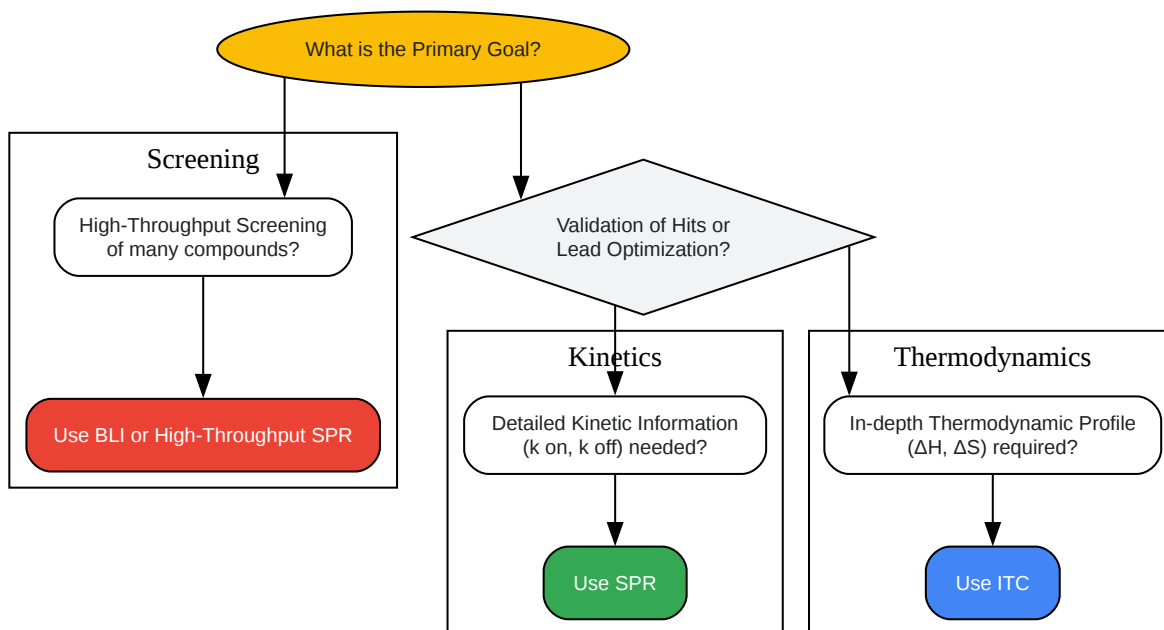 What is the Primary Goal?
Screening
High-Throughput Screening
of many compounds?
Use BLI or High-Throughput SPR
Validation of Hits or
Lead Optimization?
Kinetics
Detailed Kinetic Information
(k on, k off) needed?
Use SPR
Thermodynamics
In-depth Thermodynamic Profile
(ΔH, ΔS) required?
Use ITC